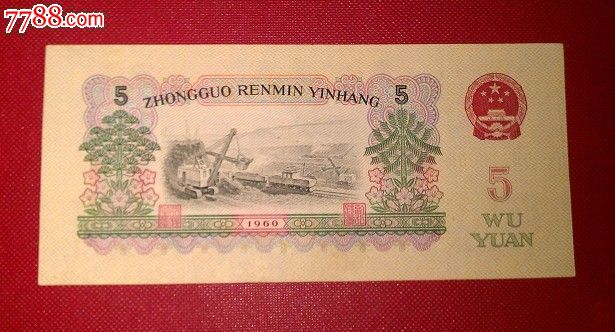 7788.com
5 ZHONGGUO RENMIN YINHANG 5
5
WU
YUAN
1960